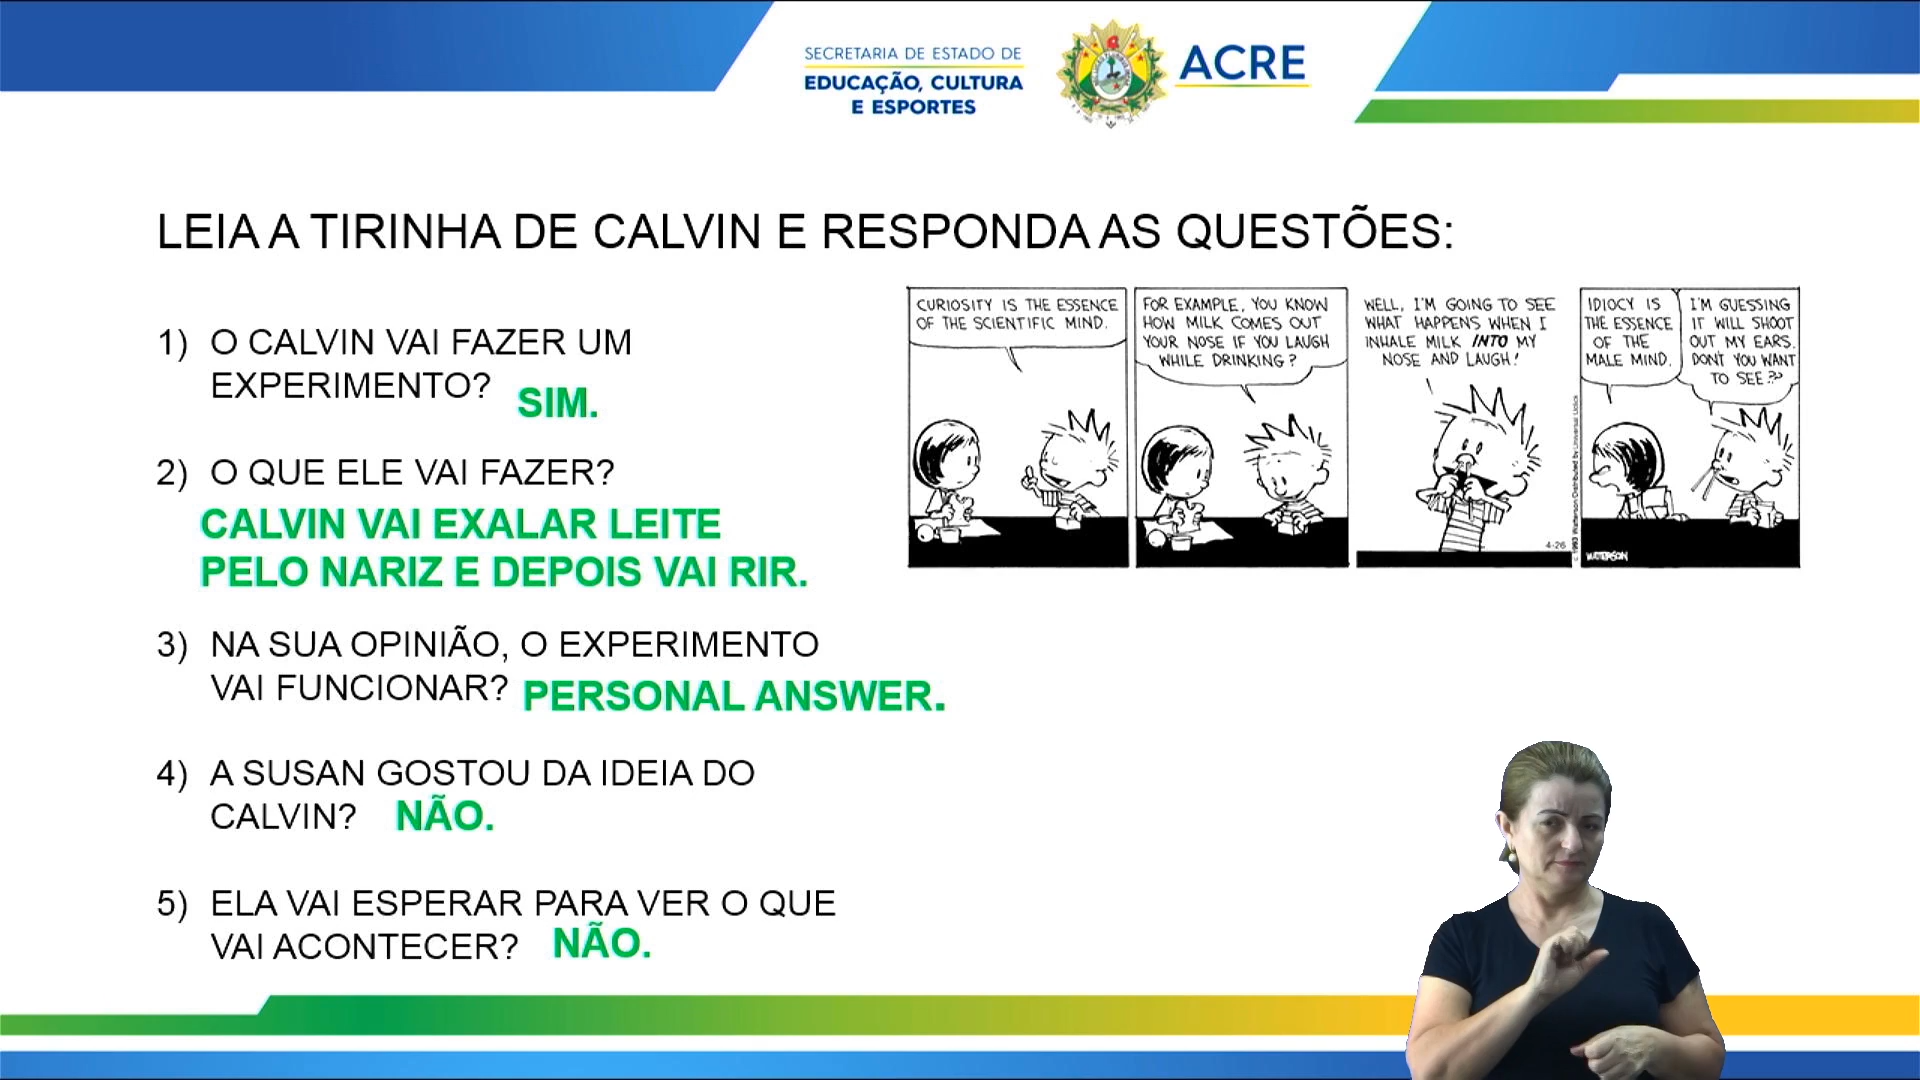 SECRETARIA DE ESTADO DE
EDUCAÇÃO, CULTURA
E ESPORTES
ACRE
LEIA A TIRINHA DE CALVIN E RESPONDA AS QUESTÕES:
1) O CALVIN VAI FAZER UM
EXPERIMENTO? SIM.
2) O QUE ELE VAI FAZER?
CALVIN VAI EXALAR LEITE
PELO NARIZ E DEPOIS VAI RIR.
3) NA SUA OPINIÃO, O EXPERIMENTO
VAI FUNCIONAR? PERSONAL ANSWER.
4) A SUSAN GOSTOU DA IDEIA DO
CALVIN? NÃO.
5) ELA VAI ESPERAR PARA VER O QUE
VAI ACONTECER? NÃO.
CURIOSITY IS THE ESSENCE
OF THE SCIENTIFIC MIND.
FOR EXAMPLE, YOU KNOW
HOW MILK COMES OUT
YOUR NOSE IF YOU LAUGH
WHILE DRINKING?
WELL, I'M GOING TO SEE
WHAT HAPPENS WHEN I
INHALE MILK INTO MY
NOSE AND LAUGH!
4-26
IDIOCY IS
THE ESSENCE
OF THE
MALE MIND.
I'M GUESSING
IT WILL SHOOT
OUT MY EARS.
DON'T YOU WANT
TO SEE??
WATTERSON